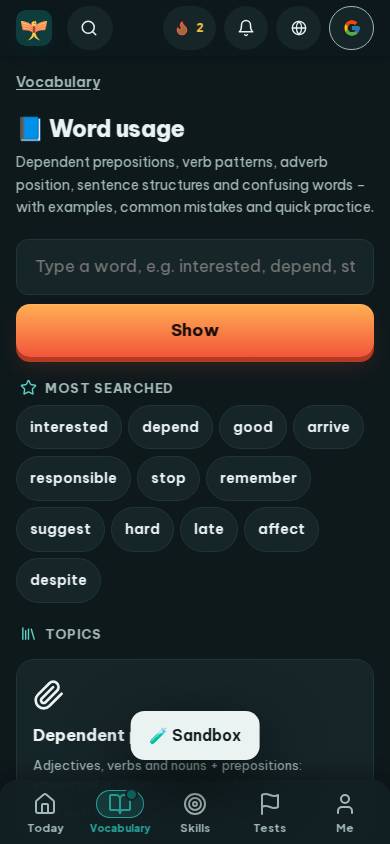 2
Vocabulary
Word usage
Dependent prepositions, verb patterns, adverb
position, sentence structures and confusing words –
with examples, common mistakes and quick practice.
Type a word, e.g. interested, depend, st
Show
MOST SEARCHED
interested depend good arrive
responsible stop remember
suggest hard late affect
despite
TOPICS
Dependent
Sandbox
Adjectives, verbs and nouns + prepositions:
Today Vocabulary Skills Tests Me